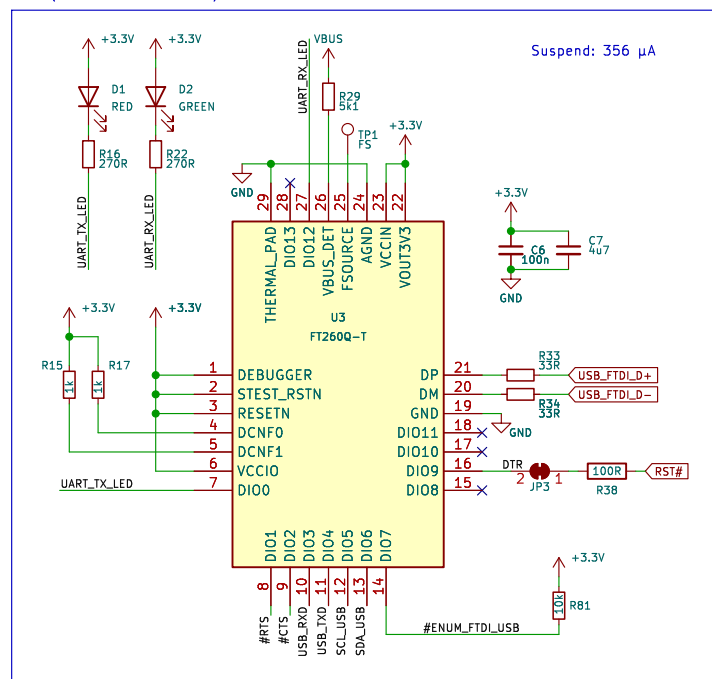 Suspend: 356 µA
+3.3V
+3.3V
VBUS
UART_RX_LED
D1
RED
D2
GREEN
R29
5k1
TP1
FS
+3.3V
R16
270R
R22
270R
GND
UART_TX_LED
UART_RX_LED
29
28
27
26
25
24
23
22
THERMAL_PAD
DIO13
DIO12
VBUS_DET
FSOURCE
AGND
VCCIN
VOUT3V3
+3.3V
C6
100n
C7
4u7
GND
U3
FT260Q-T
+3.3V
+3.3V
R15
1k
R17
1k
1
DEBUGGER
2
STEST_RSTN
3
RESETN
4
DCNF0
5
DCNF1
6
VCCIO
UART_TX_LED
7
DIO0
DP
21
R33
33R
USB_FTDI_D+
DM
20
R34
33R
USB_FTDI_D-
GND
19
GND
DIO11
18
DIO10
17
DIO9
16
DTR
2
JP3
1
100R
R38
RST#
DIO8
15
DIO1
DIO2
DIO3
DIO4
DIO5
DIO6
DIO7
8
9
10
11
12
13
14
#RTS
#CTS
USB_RXD
USB_TXD
SCL_USB
SDA_USB
#ENUM_FTDI_USB
+3.3V
10k
R81